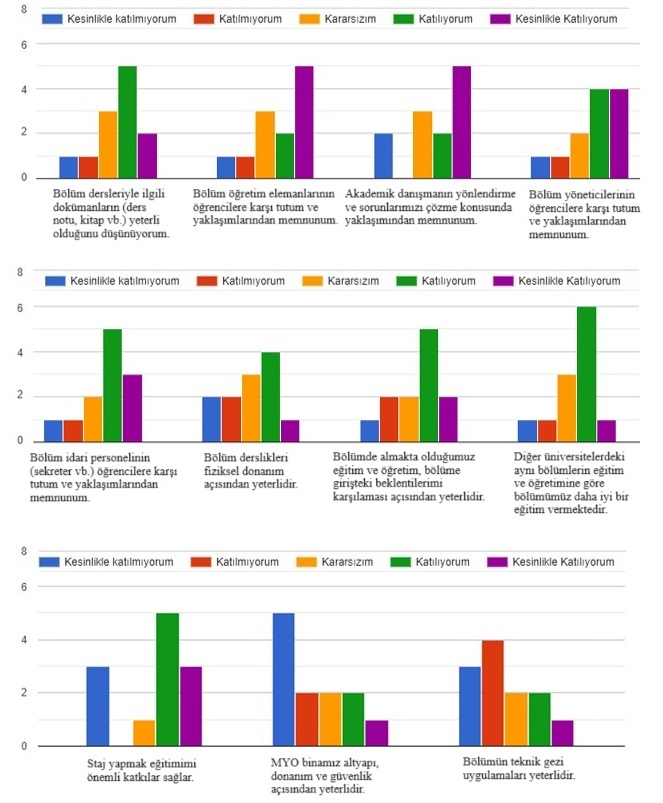 8
Kesinlikle katılmıyorum Katılmıyorum Kararsızım Katılıyorum Kesinlikle Katılıyorum
6
4
2
0
Bölüm dersleriyle ilgili
dokümanların (ders
notu, kitap vb.) yeterli
olduğunu düşünüyorum.
Bölüm öğretim elemanlarının
öğrencilere karşı tutum ve
yaklaşımlarından memnunum.
Akademik danışmanın yönlendirme
ve sorunlarımızı çözme konusunda
yaklaşımından memnunum.
Bölüm yöneticilerinin
öğrencilere karşı tutum
ve yaklaşımlarından
memnunum.
8
Kesinlikle katılmıyorum Katılmıyorum Kararsızım Katılıyorum Kesinlikle Katılıyorum
6
4
2
0
Bölüm idari personelinin
(sekreter vb.) öğrencilere karşı
tutum ve yaklaşımlarından
memnunum.
Bölüm derslikleri
fiziksel donanım
açısından yeterlidir.
Bölümde almakta olduğumuz
eğitim ve öğretim, bölüme
girişteki beklentilerimi
karşılaması açısından yeterlidir.
Diğer üniversitelerdeki
aynı bölümlerin eğitim
ve öğretimine göre
bölümümüz daha iyi bir
eğitim vermektedir.
8
Kesinlikle katılmıyorum Katılmıyorum Kararsızım Katılıyorum Kesinlikle Katılıyorum
6
4
2
0
Staj yapmak eğitimimi
önemli katkılar sağlar.
MYO binamız altyapı,
donanım ve güvenlik
açısından yeterlidir.
Bölümün teknik gezi
uygulamaları yeterlidir.